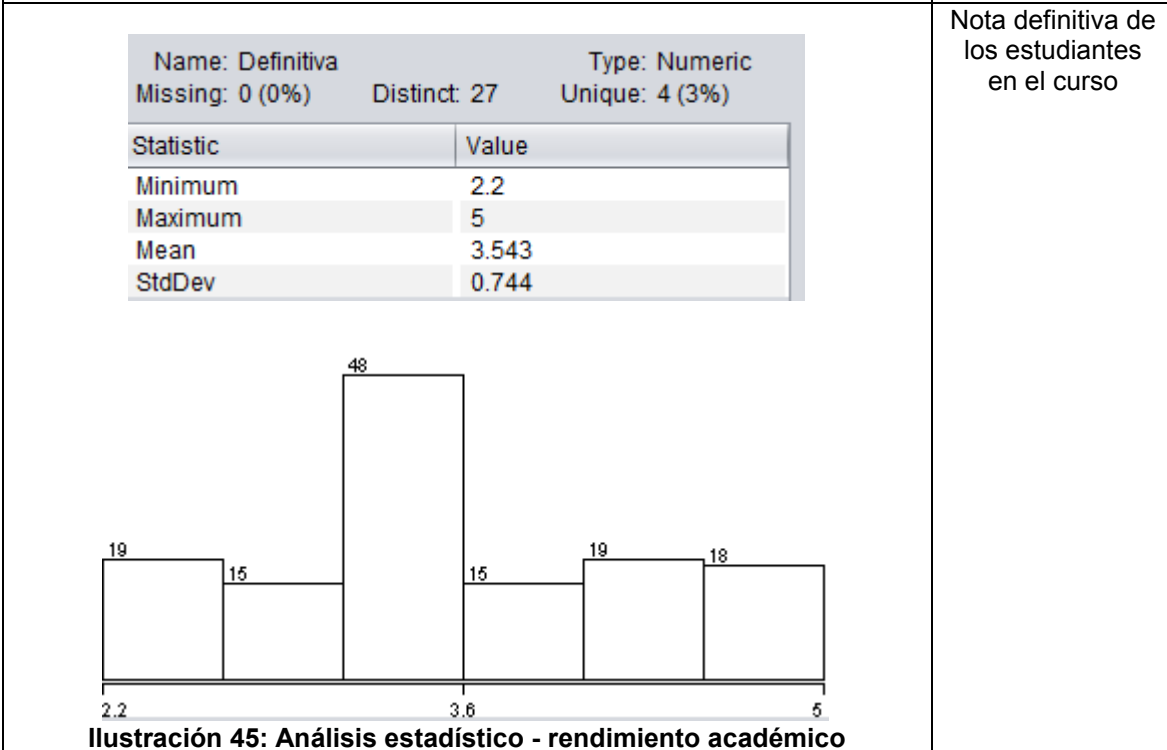 Nota definitiva de
los estudiantes
en el curso
Name: Definitiva Type: Numeric
Missing: 0 (0%) Distinct: 27 Unique: 4 (3%)
Statistic Value
Minimum 2.2
Maximum 5
Mean 3.543
StdDev 0.744
48
19 15 15 19 18
2.2 3.6 5
Ilustración 45: Análisis estadístico - rendimiento académico